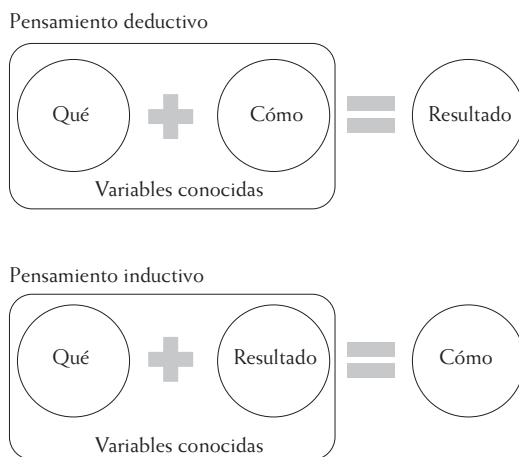 Pensamiento deductivo
Qué + Cómo = Resultado
Variables conocidas
Pensamiento inductivo
Qué + Resultado = Cómo
Variables conocidas